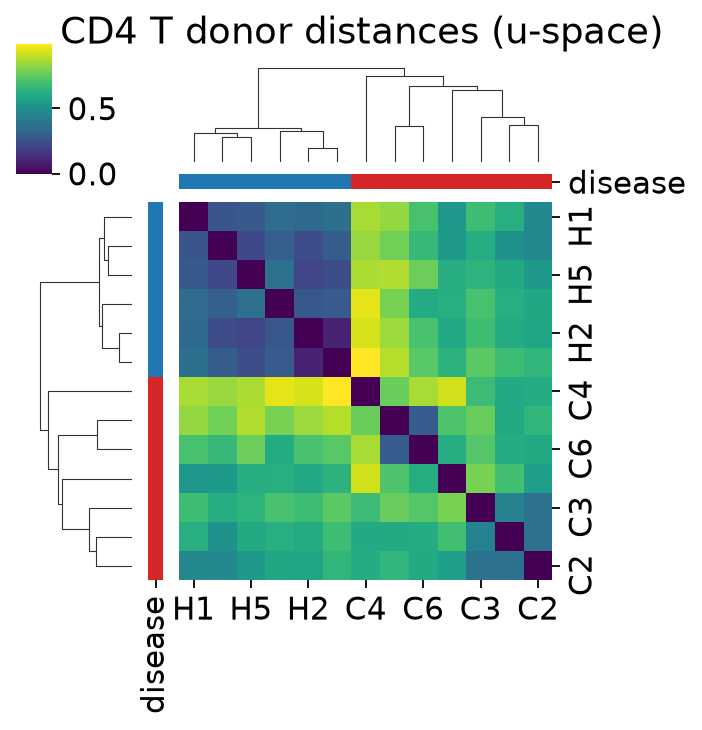 CD4 T donor distances (u-space)
0.5
0.0
disease
H1
H5
H2
C4
C6
C3
C2
H1 H5 H2 C4 C6 C3 C2
disease